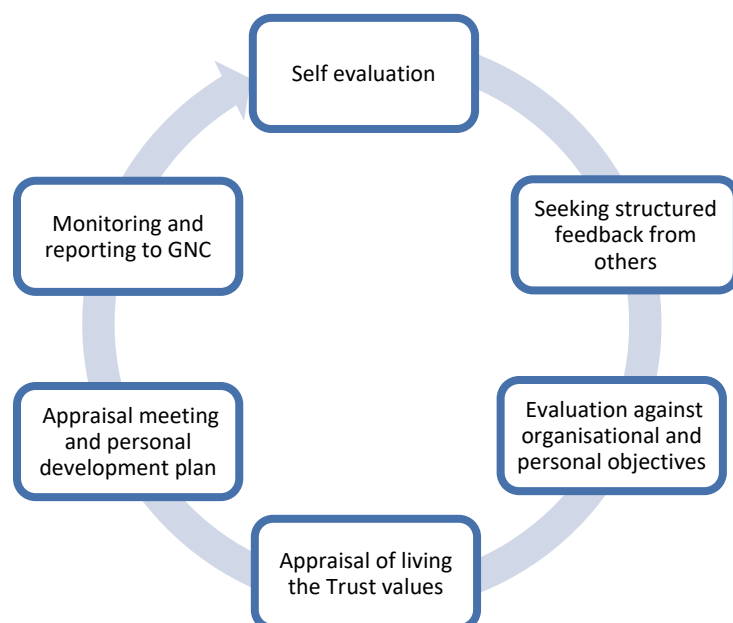 Self evaluation
Seeking structured
feedback from
others
Evaluation against
organisational and
personal objectives
Appraisal of living
the Trust values
Appraisal meeting
and personal
development plan
Monitoring and
reporting to GNC